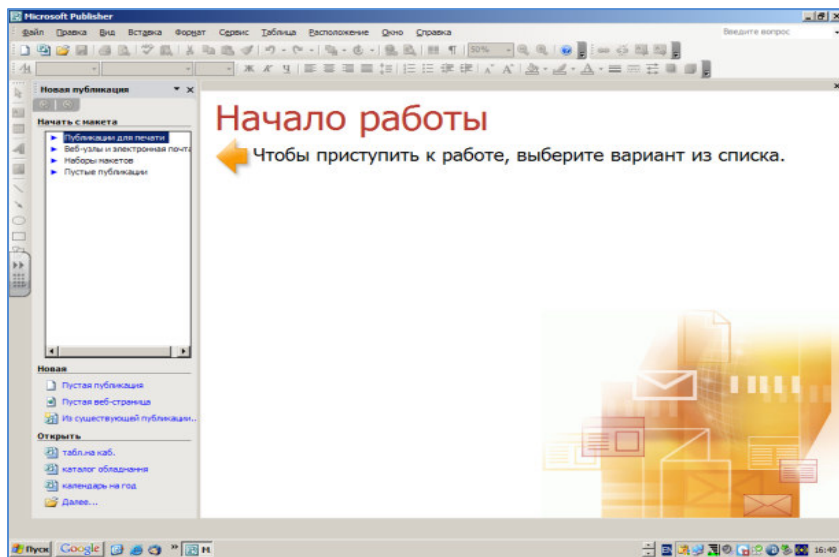 Microsoft Publisher
Файл Правка Вид Вставка Формат Сервис Таблица Расположение Окно Справка
Введите вопрос
50%
Ж К Ч
Новая публикация
Начать с макета
Публикации для печати
Веб-узлы и электронная почта
Наборы макетов
Пустые публикации
Начало работы
Чтобы приступить к работе, выберите вариант из списка.
Новая
Пустая публикация
Пустая веб-страница
Из существующей публикации...
Открыть
табл.на каб.
каталог обладнання
календарь на год
Далее...
Пуск Google M 16:49